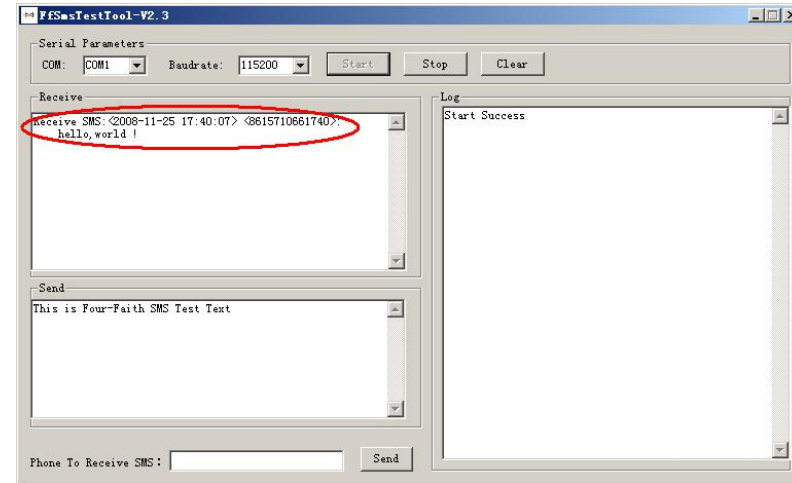 FfSmsTestTool-V2.3
Serial Parameters
COM: COM1 Baudrate: 115200 Start Stop Clear
Receive
Receive SMS:<2008-11-25 17:40:07> <8615710661740>:
hello,world !
Log
Start Success
Send
This is Four-Faith SMS Test Text
Phone To Receive SMS: Send